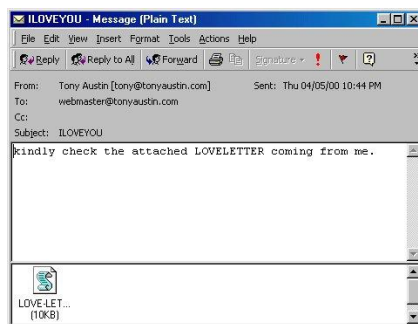 ILOVEYOU - Message (Plain Text)
File Edit View Insert Format Tools Actions Help
Reply Reply to All Forward Signature
From: Tony Austin [tony@tonyaustin.com] Sent: Thu 04/05/00 10:44 PM
To: webmaster@tonyaustin.com
Cc:
Subject: ILOVEYOU
kindly check the attached LOVELETTER coming from me.
LOVE-LET...
(10KB)